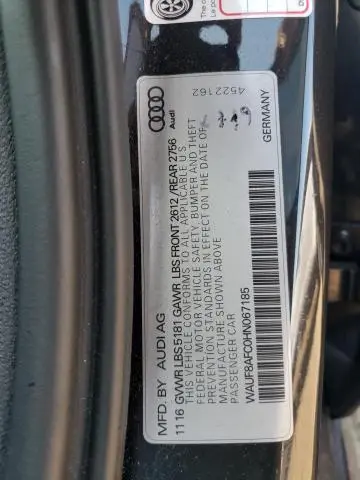 MFD. BY AUDI AG
11 16 GVWR LBS 5181 GAWR LBS FRONT 2612 / REAR 2756
THIS VEHICLE CONFORMS TO ALL APPLICABLE U.S.
FEDERAL MOTOR VEHICLE SAFETY, BUMPER AND THEFT
PREVENTION STANDARDS IN EFFECT ON THE DATE OF
MANUFACTURE SHOWN ABOVE.
PASSENGER CAR
WAUF8AFC0HN067185
GERMANY
Audi
4522162